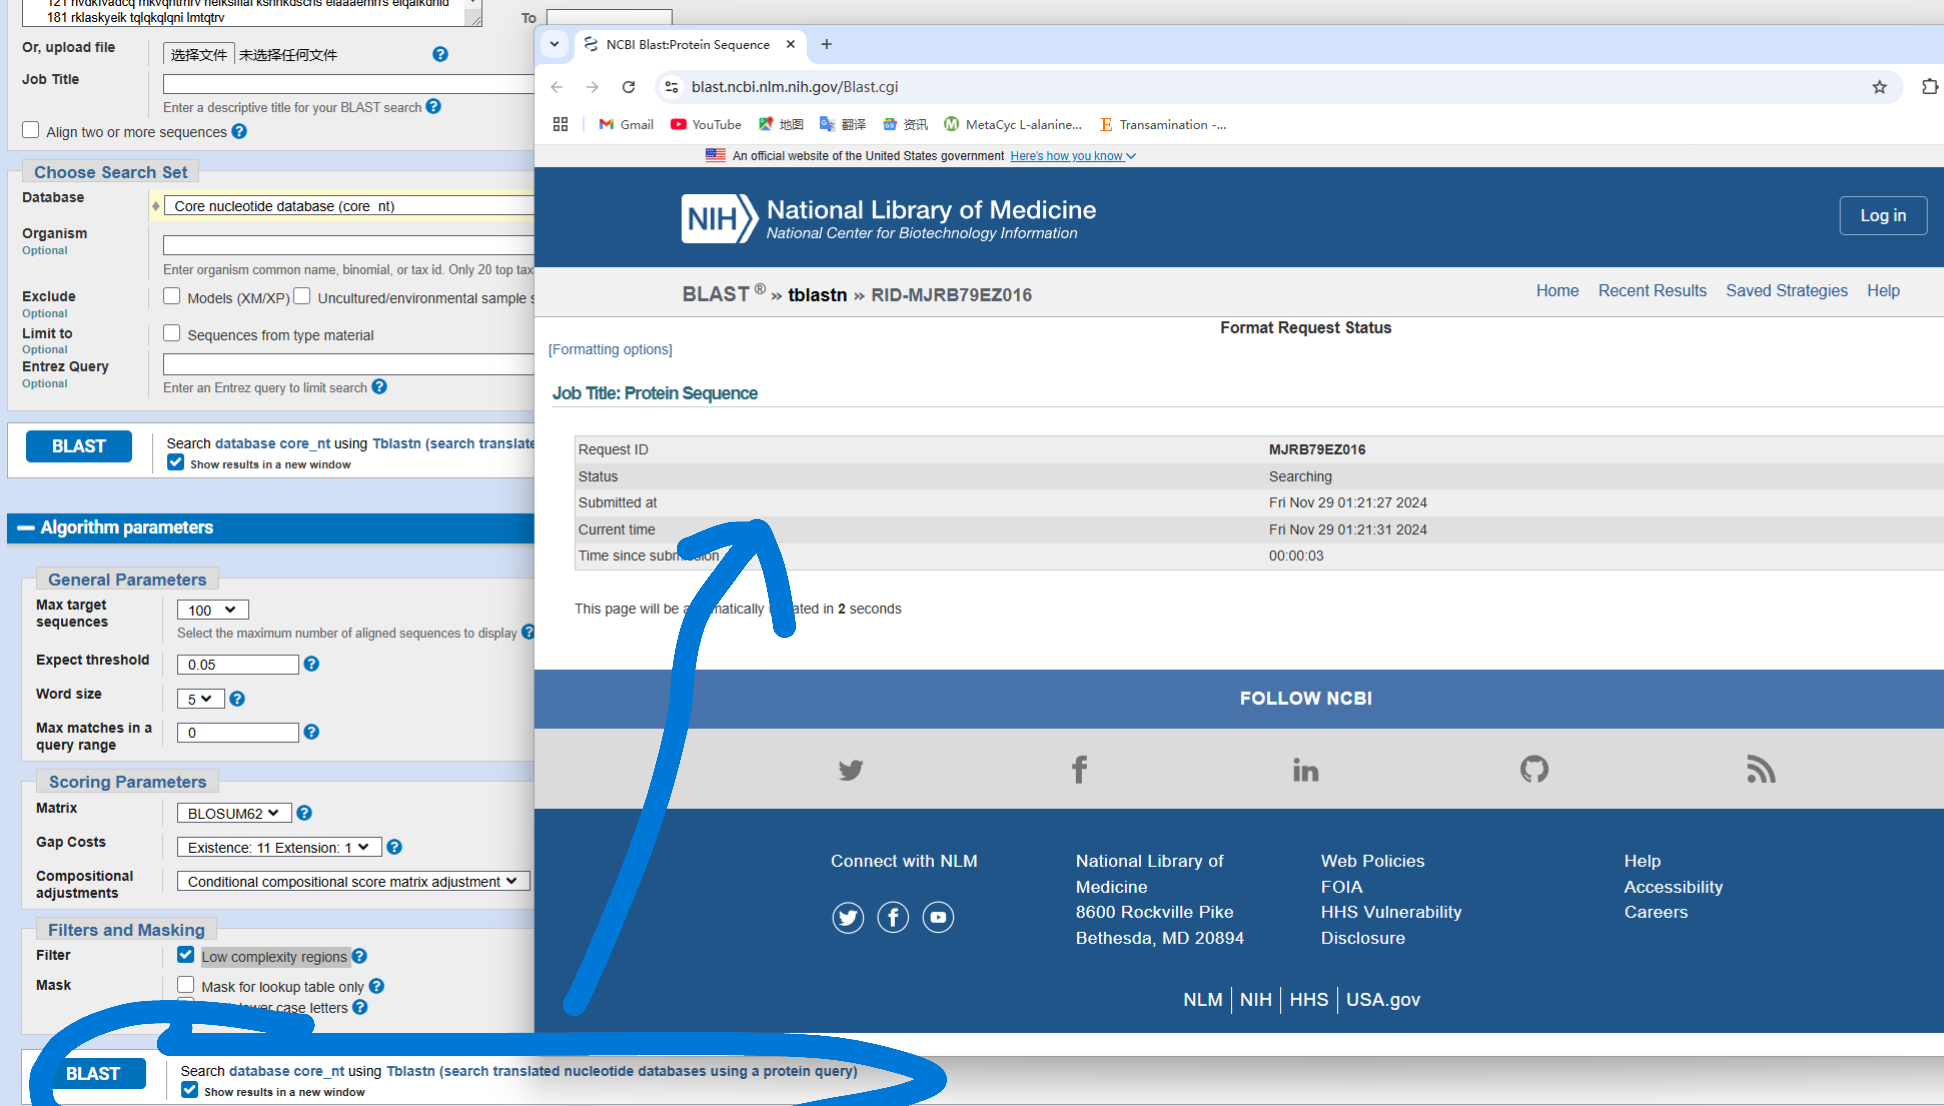 181 rklaskyeik tqlqkqlqni lmtqtrv
To
Or, upload file
选择文件 未选择任何文件
Job Title
Enter a descriptive title for your BLAST search
Align two or more sequences
Choose Search Set
Database
Core nucleotide database (core_nt)
Organism
Optional
Enter organism common name, binomial, or tax id. Only 20 top tax
Exclude
Optional
Models (XM/XP) Uncultured/environmental sample s
Limit to
Optional
Sequences from type material
Entrez Query
Optional
Enter an Entrez query to limit search
BLAST
Search database core_nt using Tblastn (search translate
Show results in a new window
Algorithm parameters
General Parameters
Max target
sequences
100
Select the maximum number of aligned sequences to display
Expect threshold
0.05
Word size
5
Max matches in a
query range
0
Scoring Parameters
Matrix
BLOSUM62
Gap Costs
Existence: 11 Extension: 1
Compositional
adjustments
Conditional compositional score matrix adjustment
Filters and Masking
Filter
Low complexity regions
Mask
Mask for lookup table only
case letters
BLAST
Search database core_nt using Tblastn (search translated nucleotide databases using a protein query)
Show results in a new window
NCBI Blast:Protein Sequence
blast.ncbi.nlm.nih.gov/Blast.cgi
Gmail YouTube 地图 翻译 资讯 MetaCyc L-alanine... Transamination -...
An official website of the United States government Here's how you know
NIH National Library of Medicine
National Center for Biotechnology Information
Log in
BLAST ® » tblastn » RID-MJRB79EZ016
Home Recent Results Saved Strategies Help
Format Request Status
[Formatting options]
Job Title: Protein Sequence
Request ID MJRB79EZ016
Status Searching
Submitted at Fri Nov 29 01:21:27 2024
Current time Fri Nov 29 01:21:31 2024
Time since submission 00:00:03
This page will be automatically updated in 2 seconds
FOLLOW NCBI
Connect with NLM
National Library of
Medicine
8600 Rockville Pike
Bethesda, MD 20894
Web Policies
FOIA
HHS Vulnerability
Disclosure
Help
Accessibility
Careers
NLM NIH HHS USA.gov